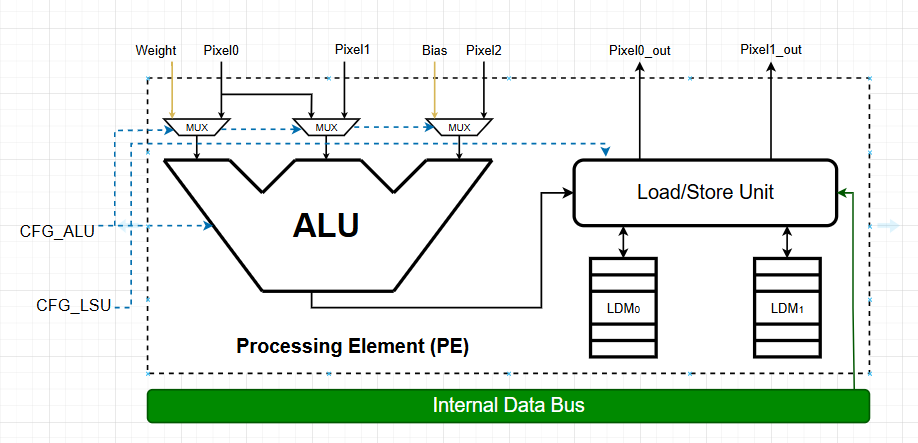 Weight
Pixel0
Pixel1
Bias
Pixel2
Pixel0_out
Pixel1_out
MUX
MUX
MUX
ALU
Load/Store Unit
CFG_ALU
CFG_LSU
LDM0
LDM1
Processing Element (PE)
Internal Data Bus